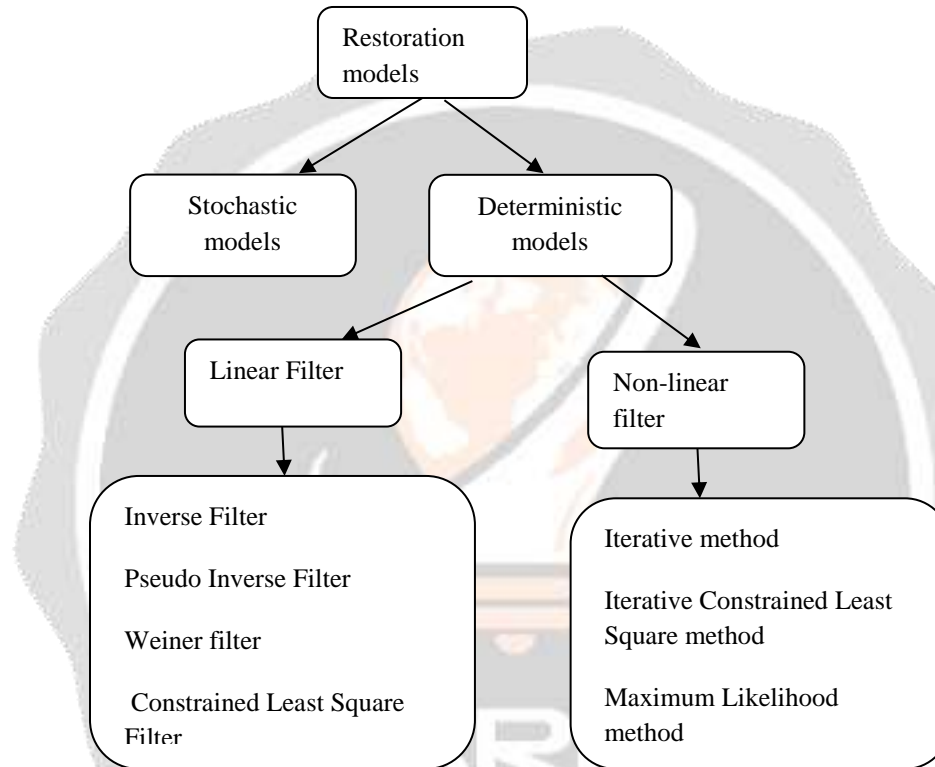 Restoration
models
Stochastic
models
Deterministic
models
Linear Filter
Non-linear
filter
Inverse Filter
Pseudo Inverse Filter
Weiner filter
Constrained Least Square
Filter
Iterative method
Iterative Constrained Least
Square method
Maximum Likelihood
method